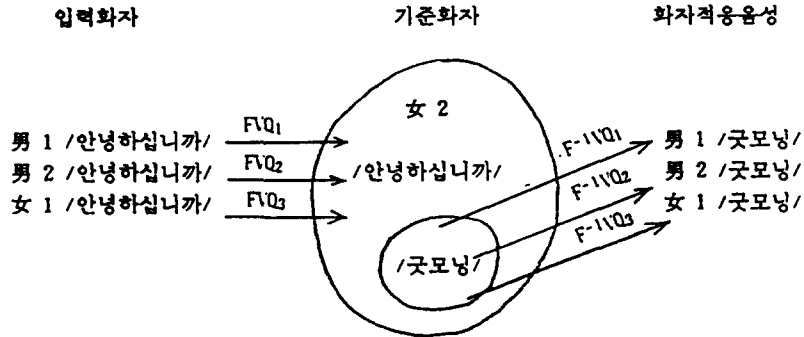 입력화자 기준화자 화자적응음성
女 2
男 1 /안녕하십니까/ FVQ1 F-1VQ1 男 1 /굿모닝/
男 2 /안녕하십니까/ FVQ2 /안녕하십니까/ F-1VQ2 男 2 /굿모닝/
女 1 /안녕하십니까/ FVQ3 F-1VQ3 女 1 /굿모닝/
/굿모닝/